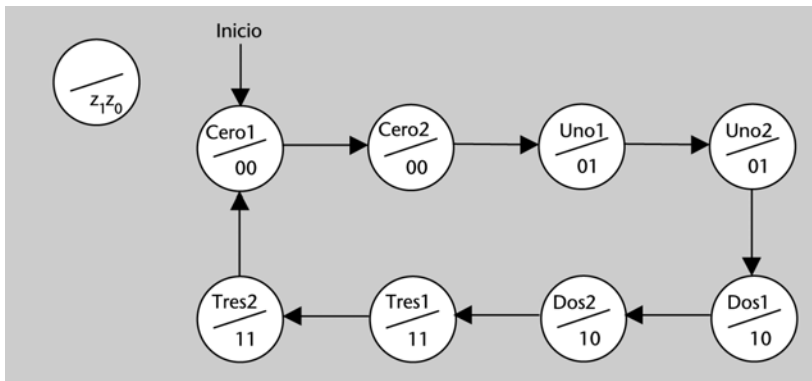 Inicio
z1z0
Cero1
00
Cero2
00
Uno1
01
Uno2
01
Tres2
11
Tres1
11
Dos2
10
Dos1
10